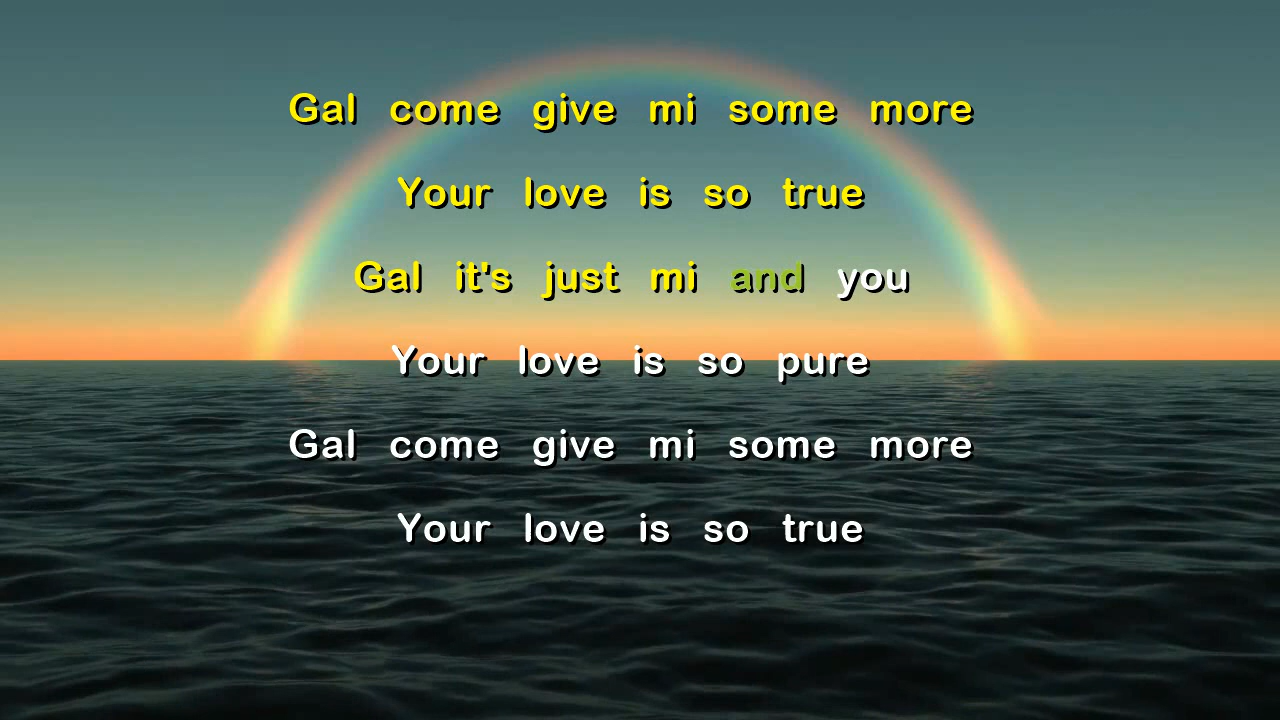 Gal come give mi some more
Your love is so true
Gal it's just mi and you
Your love is so pure
Gal come give mi some more
Your love is so true